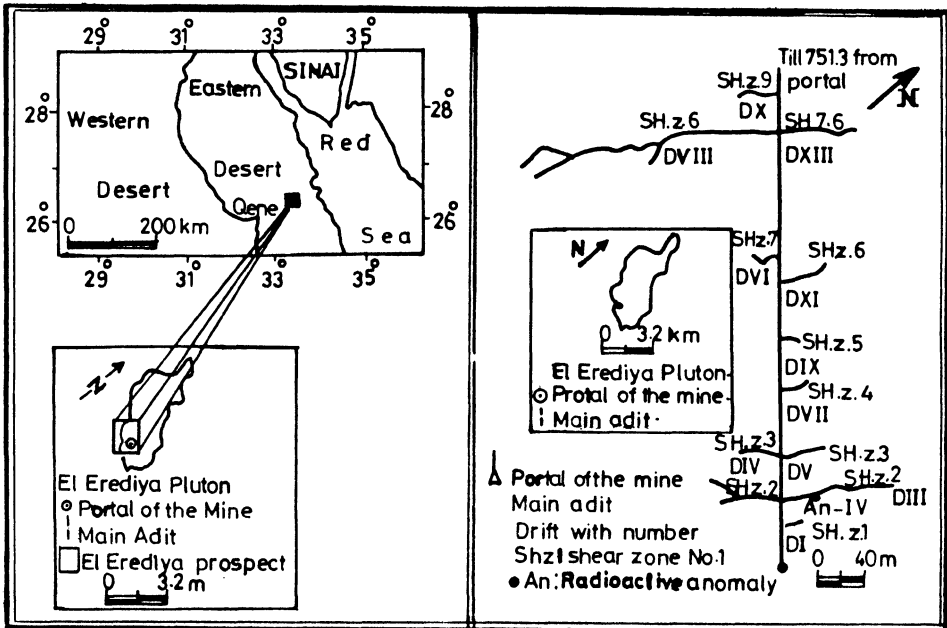 29° 31° 33° 35°
28° 28°
26° 26°
29° 31° 33° 35°
SINAI
Eastern
Western
Red
Desert
Desert
Qene
0 200 km
Sea
N
El Erediya Pluton
Portal of the Mine
Main Adit
El Erediya prospect
0 3.2 m
Till 751.3 from
portal
N
SH.z.9
DX
SH.z.6 SH.7.6
DVIII DXIII
SHz.7 SHz.6
DVI DXI
SH.z.5
DIX
SH.z.4
DVII
SH.z.3 SH.z.3
DIV DV
SHz.2 SH.z.2
DIII
An-IV
SH.z.1
DI
0 40m
N
0 3.2 km
El Erediya Pluton
Protal of the mine
Main adit
Portal of the mine
Main adit
Drift with number
Shz1 shear zone No.1
An: Radioactive anomaly